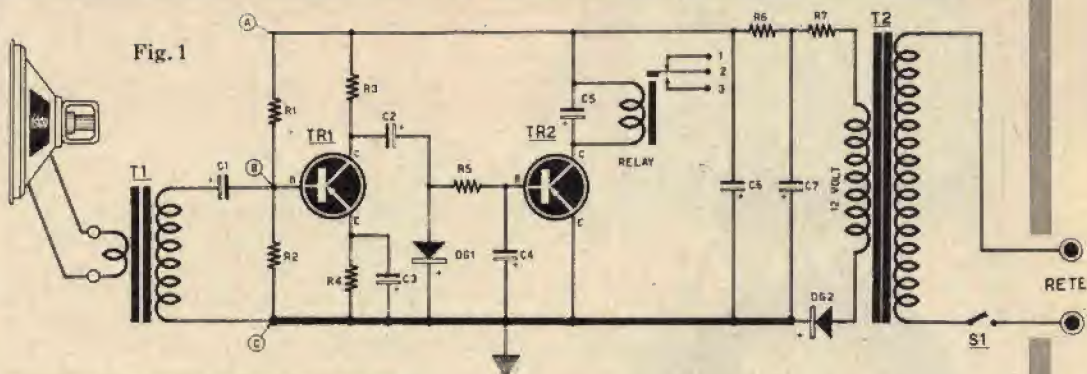 Fig. 1
A
B
C
T1
C1
R1
R2
R3
TR1
B
C
E
R4
C2
C3
DG1
R5
C4
TR2
B
C
E
C5
RELAY
1
2
3
C6
R6
C7
R7
12 VOLT
DG2
T2
S1
RETE